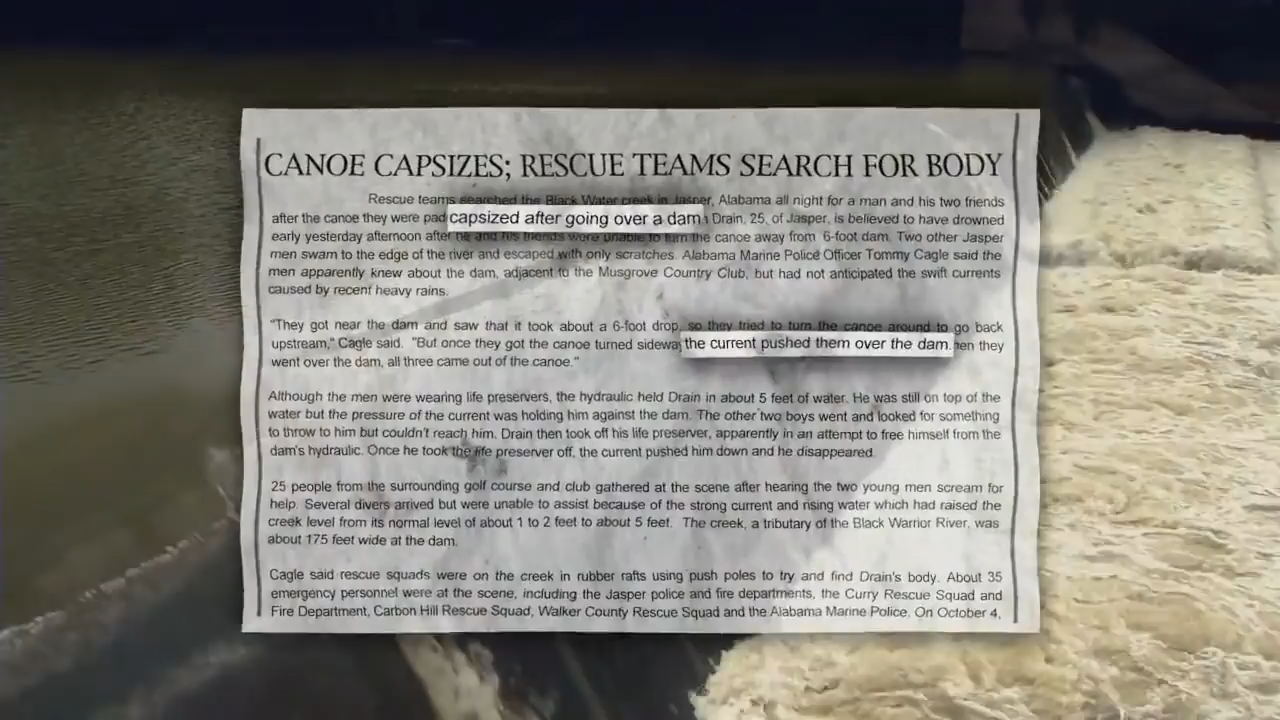 CANOE CAPSIZES; RESCUE TEAMS SEARCH FOR BODY
Rescue teams searched the Black Water creek in Jasper, Alabama all night for a man and his two friends
after the canoe they were pad capsized after going over a dam Drain, 25, of Jasper, is believed to have drowned
early yesterday afternoon after he and his friends were unable to turn the canoe away from 6-foot dam. Two other Jasper
men swam to the edge of the river and escaped with only scratches. Alabama Marine Police Officer Tommy Cagle said the
men apparently knew about the dam, adjacent to the Musgrove Country Club, but had not anticipated the swift currents
caused by recent heavy rains.
"They got near the dam and saw that it took about a 6-foot drop, so they tried to turn the canoe around to go back
upstream," Cagle said. "But once they got the canoe turned sideway the current pushed them over the dam. hen they
went over the dam, all three came out of the canoe."
Although the men were wearing life preservers, the hydraulic held Drain in about 5 feet of water. He was still on top of the
water but the pressure of the current was holding him against the dam. The other two boys went and looked for something
to throw to him but couldn't reach him. Drain then took off his life preserver, apparently in an attempt to free himself from the
dam's hydraulic. Once he took the life preserver off, the current pushed him down and he disappeared.
25 people from the surrounding golf course and club gathered at the scene after hearing the two young men scream for
help. Several divers arrived but were unable to assist because of the strong current and rising water which had raised the
creek level from its normal level of about 1 to 2 feet to about 5 feet. The creek, a tributary of the Black Warrior River, was
about 175 feet wide at the dam.
Cagle said rescue squads were on the creek in rubber rafts using push poles to try and find Drain's body. About 35
emergency personnel were at the scene, including the Jasper police and fire departments, the Curry Rescue Squad and
Fire Department, Carbon Hill Rescue Squad, Walker County Rescue Squad and the Alabama Marine Police. On October 4,